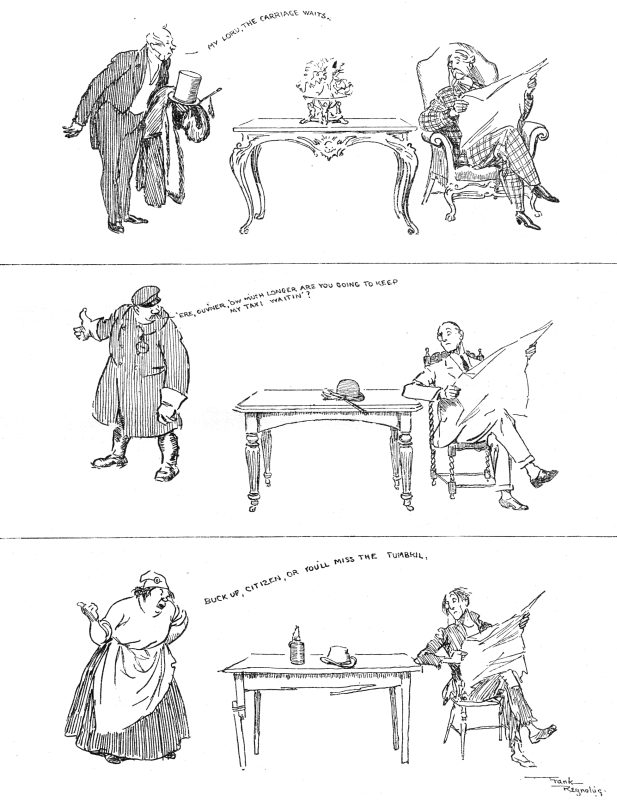 MY LORD, THE CARRIAGE WAITS.
'ERE, GUV'NER, 'OW MUCH LONGER ARE YOU GOING TO KEEP
MY TAXI WAITIN'?
BUCK UP, CITIZEN, OR YOU'LL MISS THE TUMBRIL.
Frank
Reynolds.